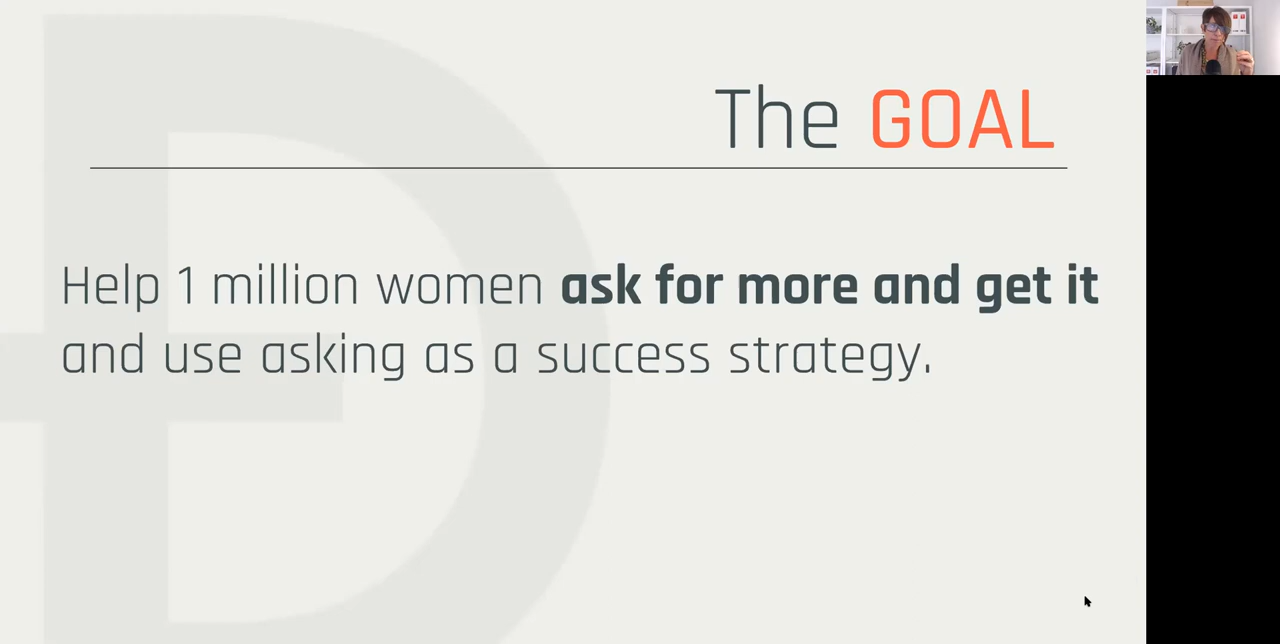 The GOAL
Help 1 million women ask for more and get it
and use asking as a success strategy.